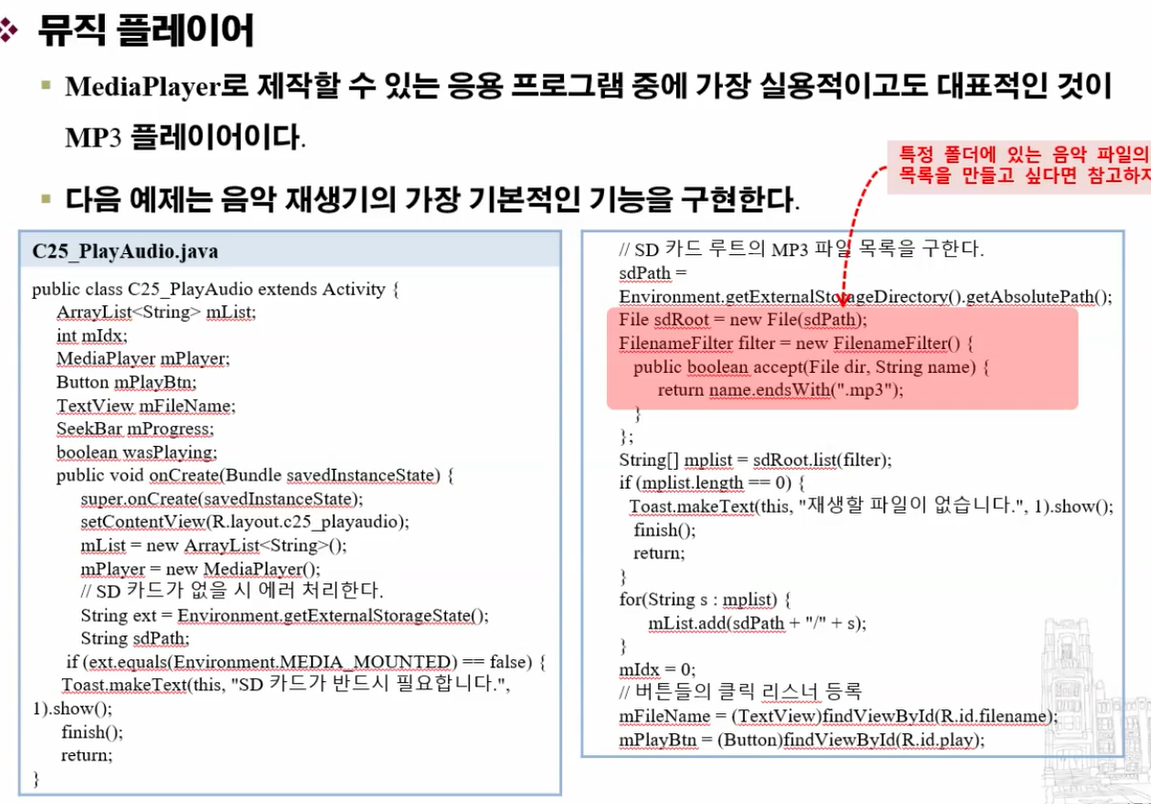 뮤직 플레이어
MediaPlayer로 제작할 수 있는 응용 프로그램 중에 가장 실용적이고도 대표적인 것이
MP3 플레이어이다.
특정 폴더에 있는 음악 파일의
목록을 만들고 싶다면 참고하자
다음 예제는 음악 재생기의 가장 기본적인 기능을 구현한다.
C25_PlayAudio.java
public class C25_PlayAudio extends Activity {
ArrayList<String> mList;
int mIdx;
MediaPlayer mPlayer;
Button mPlayBtn;
TextView mFileName;
SeekBar mProgress;
boolean wasPlaying;
public void onCreate(Bundle savedInstanceState) {
super.onCreate(savedInstanceState);
setContentView(R.layout.c25_playaudio);
mList = new ArrayList<String>();
mPlayer = new MediaPlayer();
// SD 카드가 없을 시 에러 처리한다.
String ext = Environment.getExternalStorageState();
String sdPath;
if (ext.equals(Environment.MEDIA_MOUNTED) == false) {
Toast.makeText(this, "SD 카드가 반드시 필요합니다.",
1).show();
finish();
return;
}
// SD 카드 루트의 MP3 파일 목록을 구한다.
sdPath =
Environment.getExternalStorageDirectory().getAbsolutePath();
File sdRoot = new File(sdPath);
FilenameFilter filter = new FilenameFilter() {
public boolean accept(File dir, String name) {
return name.endsWith(".mp3");
}
};
String[] mplist = sdRoot.list(filter);
if (mplist.length == 0) {
Toast.makeText(this, "재생할 파일이 없습니다.", 1).show();
finish();
return;
}
for(String s : mplist) {
mList.add(sdPath + "/" + s);
}
mIdx = 0;
// 버튼들의 클릭 리스너 등록
mFileName = (TextView)findViewById(R.id.filename);
mPlayBtn = (Button)findViewById(R.id.play);